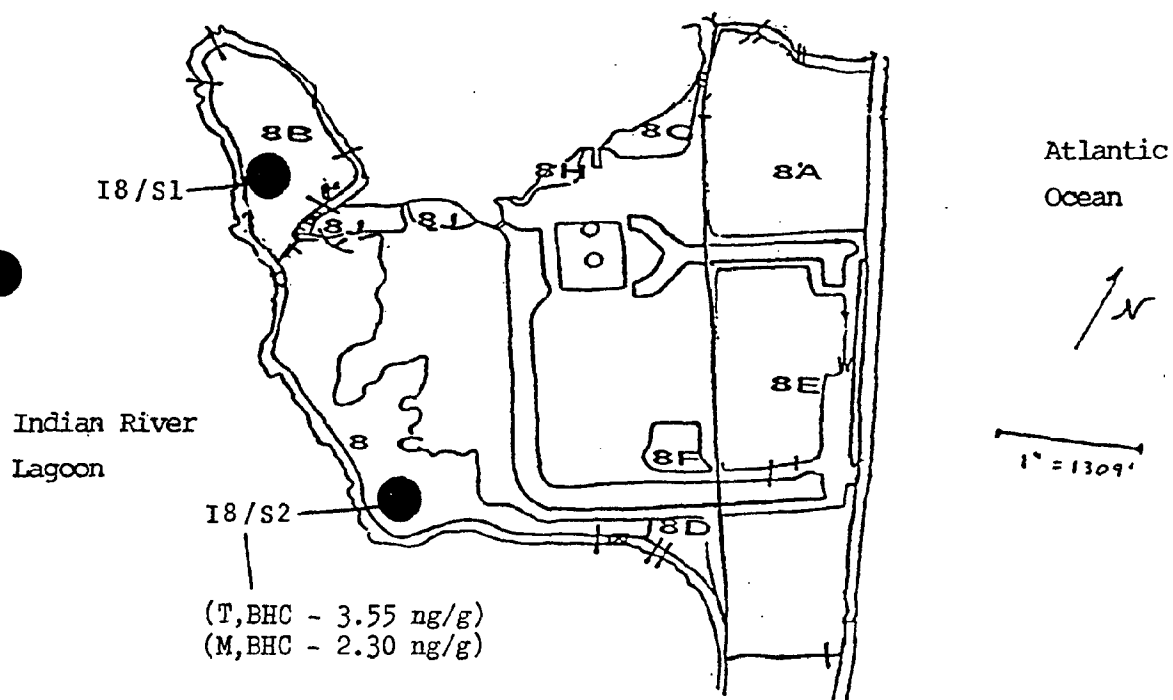 8C
8B
8H
8A
Atlantic
Ocean
I8/S1
8J
8I
N
8E
Indian River
Lagoon
8 C
8F
1" = 1309'
I8/S2
8D
(T,BHC - 3.55 ng/g)
(M,BHC - 2.30 ng/g)